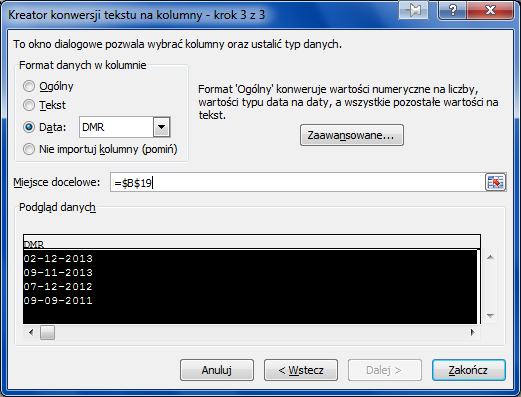 Kreator konwersji tekstu na kolumny - krok 3 z 3
To okno dialogowe pozwala wybrać kolumny oraz ustalić typ danych.
Format danych w kolumnie
Ogólny
Tekst
Data: DMR
Nie importuj kolumny (pomiń)
Format 'Ogólny' konweruje wartości numeryczne na liczby,
wartości typu data na daty, a wszystkie pozostałe wartości na
tekst.
Zaawansowane...
Miejsce docelowe: =$B$19
Podgląd danych
DMR
02-12-2013
09-11-2013
07-12-2012
09-09-2011
Anuluj < Wstecz Dalej > Zakończ